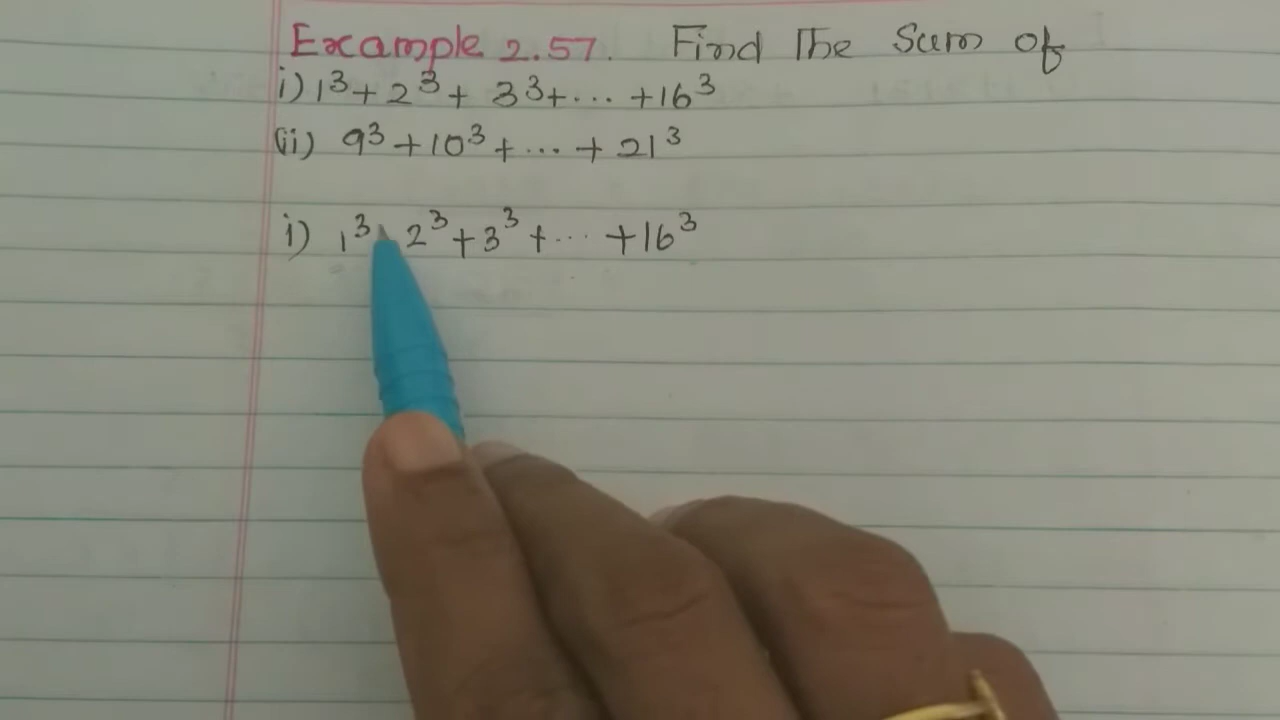 Example 2.57. Find The Sum of
i) 1³ + 2³ + 3³ + ... + 16³
(ii) 9³ + 10³ + ... + 21³
i) 1³ 2³ + 3³ + ... + 16³